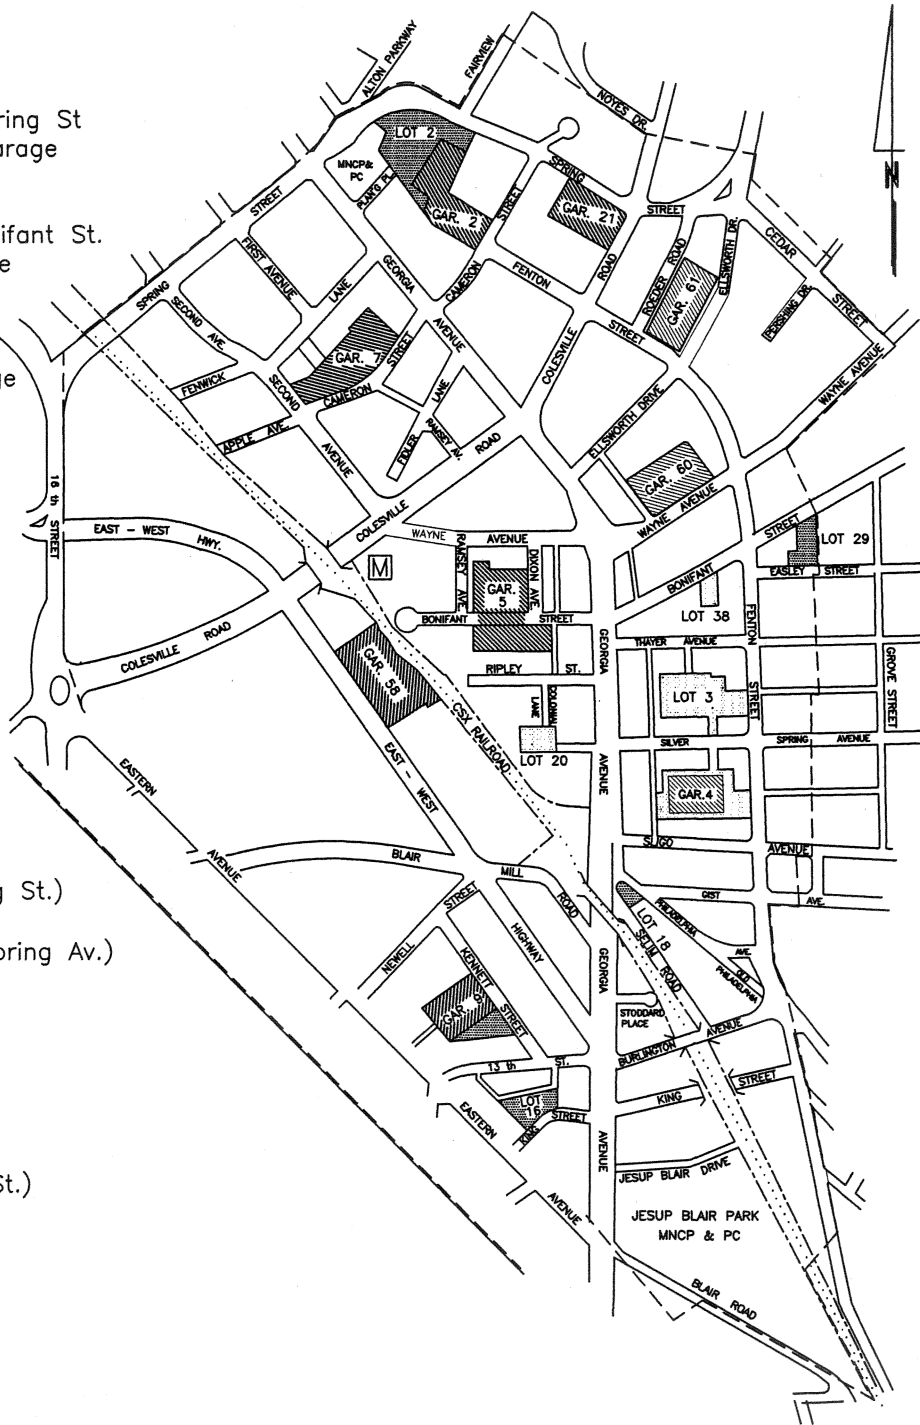 ring St
arage
ifant St.
e
ge
g St.)
pring Av.)
St.)
ALTON PARKWAY
FAIRVIEW
NOYES DR.
LOT 2
MNCP&
PC
PLAN'G PL.
GAR. 2
SPRING
STREET
GAR. 21
STREET
CEDAR
STREET
N
SPRING
STREET
FIRST AVENUE
LANE
GEORGIA
AVENUE
CAMERON
STREET
FENTON
STREET
ROAD
COLESVILLE
ROEDER ROAD
GAR. 61
ELLSWORTH DR.
PERSHING DR.
WAYNE AVENUE
SECOND
AVE.
FENWICK
GAR. 7
STREET
CAMERON
SECOND
AVENUE
APPLE AVE.
LANE
FIDLER
RAMSEY AV.
ROAD
COLESVILLE
ELLSWORTH DRIVE
GAR. 60
WAYNE AVENUE
16 th STREET
EAST - WEST
HWY.
WAYNE AVENUE
M
RAMSEY
AVE.
GAR.
5
DIXON AVE.
BONIFANT STREET
BONIFANT
STREET
LOT 29
EASLEY STREET
LOT 38
FENTON
STREET
THAYER AVENUE
GEORGIA
AVENUE
COLESVILLE ROAD
GAR. 58
RIPLEY ST.
COLONIAL
LANE
LOT 3
GROVE STREET
CSX RAILROAD
LOT 20
SILVER SPRING AVENUE
GAR.4
EAST - WEST
EASTERN
AVENUE
BLAIR MILL ROAD
SLIGO AVENUE
GIST AVE.
LOT 18
SELIM ROAD
PHILADELPHIA
AVE.
OLD
PHILADELPHIA
NEWELL
STREET
HIGHWAY
KENNETT
STREET
GAR. 9
GEORGIA
AVENUE
STODDARD
PLACE
BURLINGTON AVENUE
13 th ST.
LOT
16
KING
STREET
KING STREET
EASTERN
AVENUE
JESUP BLAIR DRIVE
JESUP BLAIR PARK
MNCP & PC
BLAIR ROAD